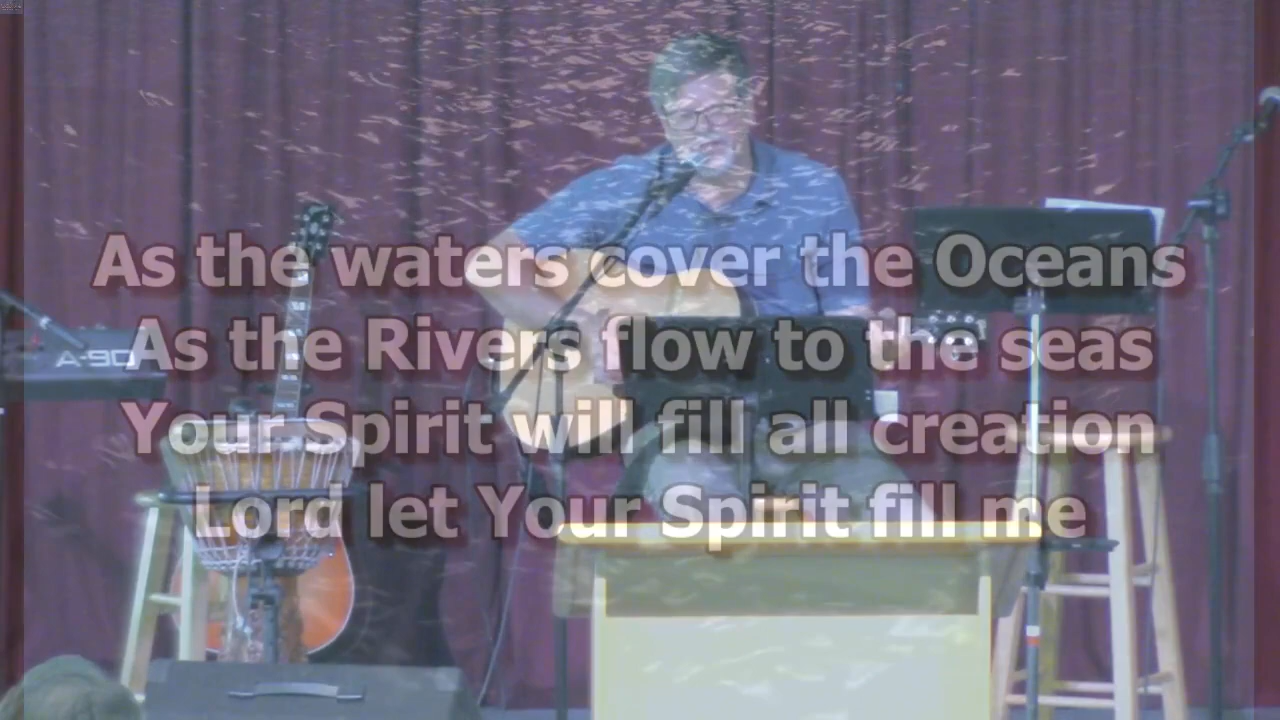 As the waters cover the Oceans
As the Rivers flow to the seas
A-90
Your Spirit will fill all creation
Lord let Your Spirit fill me